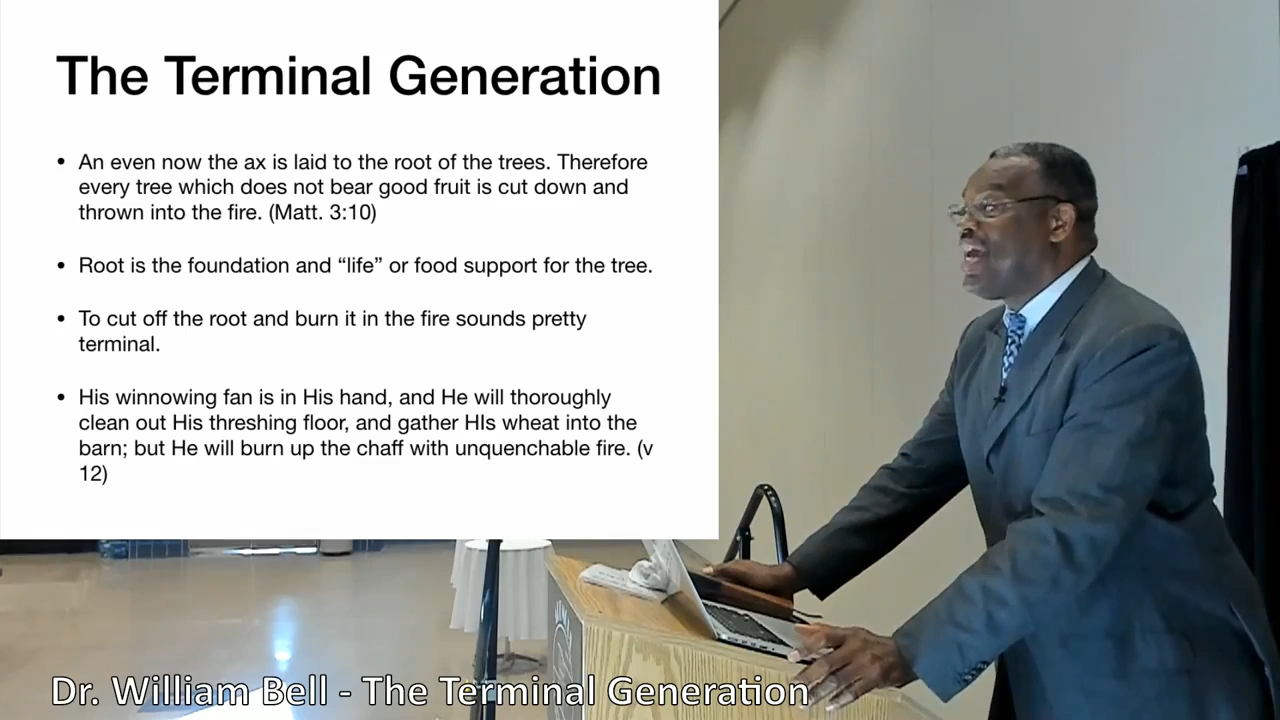 The Terminal Generation
• An even now the ax is laid to the root of the trees. Therefore
every tree which does not bear good fruit is cut down and
thrown into the fire. (Matt. 3:10)
• Root is the foundation and “life” or food support for the tree.
• To cut off the root and burn it in the fire sounds pretty
terminal.
• His winnowing fan is in His hand, and He will thoroughly
clean out His threshing floor, and gather HIs wheat into the
barn; but He will burn up the chaff with unquenchable fire. (v
12)
Dr. William Bell - The Terminal Generation